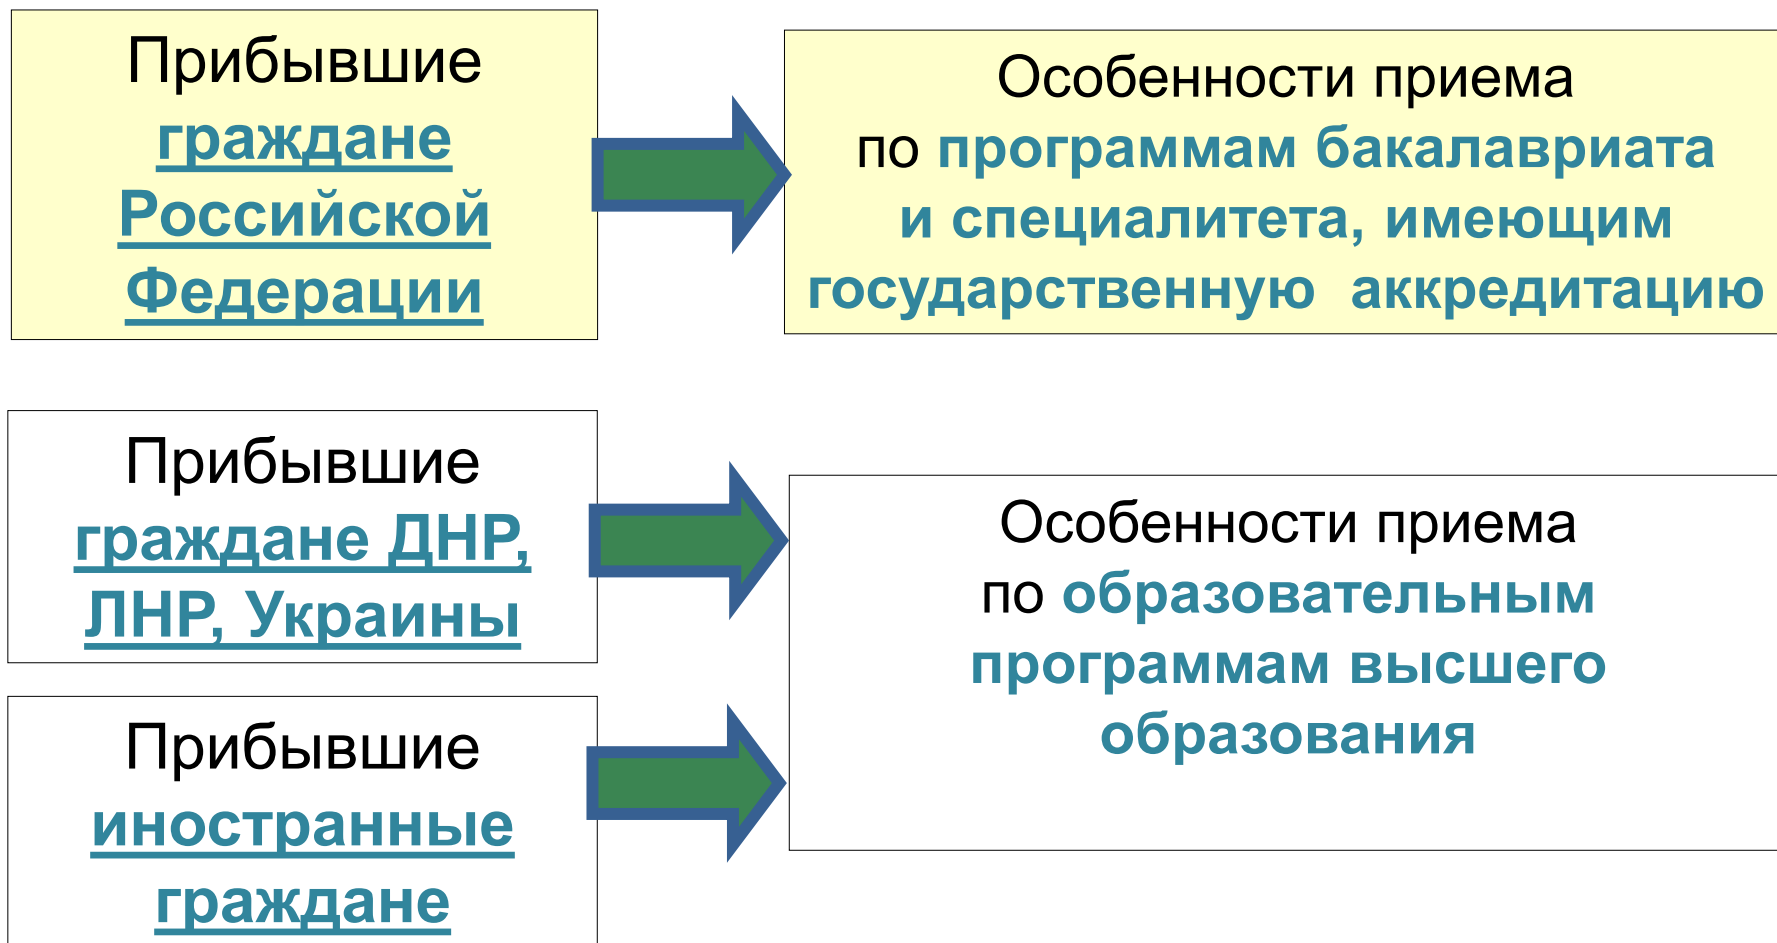 Прибывшие
граждане
Российской
Федерации
Особенности приема
по программам бакалавриата
и специалитета, имеющим
государственную аккредитацию
Прибывшие
граждане ДНР,
ЛНР, Украины
Прибывшие
иностранные
граждане
Особенности приема
по образовательным
программам высшего
образования